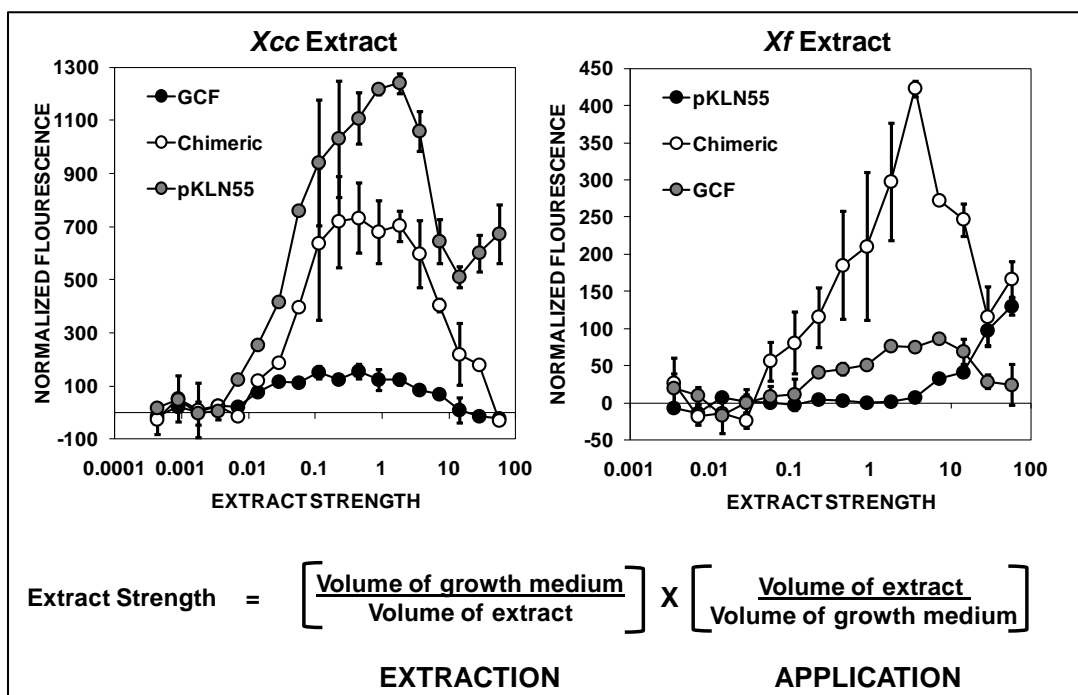 Xcc Extract
1300
1100
900
700
500
300
100
-100
NORMALIZED FLOURESCENCE
GCF
Chimeric
pKLN55
0.0001 0.001 0.01 0.1 1 10 100
EXTRACT STRENGTH
Xf Extract
450
400
350
300
250
200
150
100
50
0
-50
NORMALIZED FLOURESCENCE
pKLN55
Chimeric
GCF
0.001 0.01 0.1 1 10 100
EXTRACT STRENGTH
Extract Strength = [Volume of growth medium
Volume of extract] X [Volume of extract
Volume of growth medium]
EXTRACTION APPLICATION